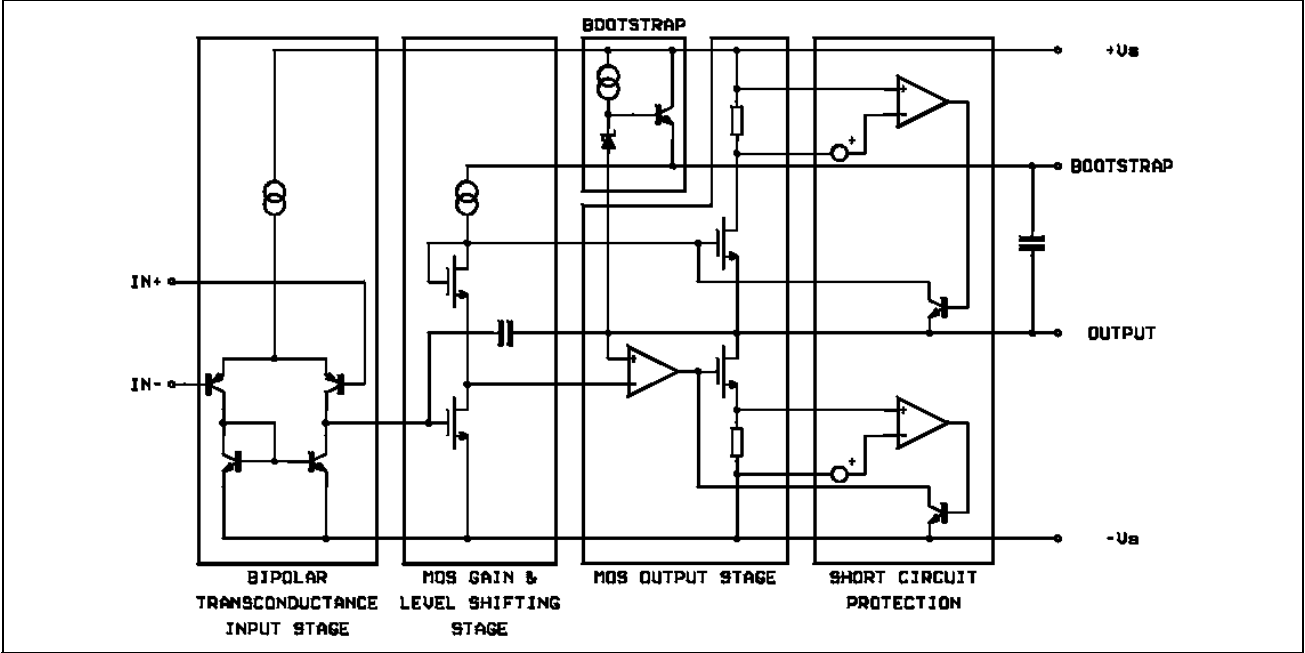 BOOTSTRAP
+Vs
BOOTSTRAP
IN+
OUTPUT
IN-
-Vs
BIPOLAR
TRANSCONDUCTANCE
INPUT STAGE
MOS GAIN &
LEVEL SHIFTING
STAGE
MOS OUTPUT STAGE
SHORT CIRCUIT
PROTECTION
+
-
+
+
-
+
-
+